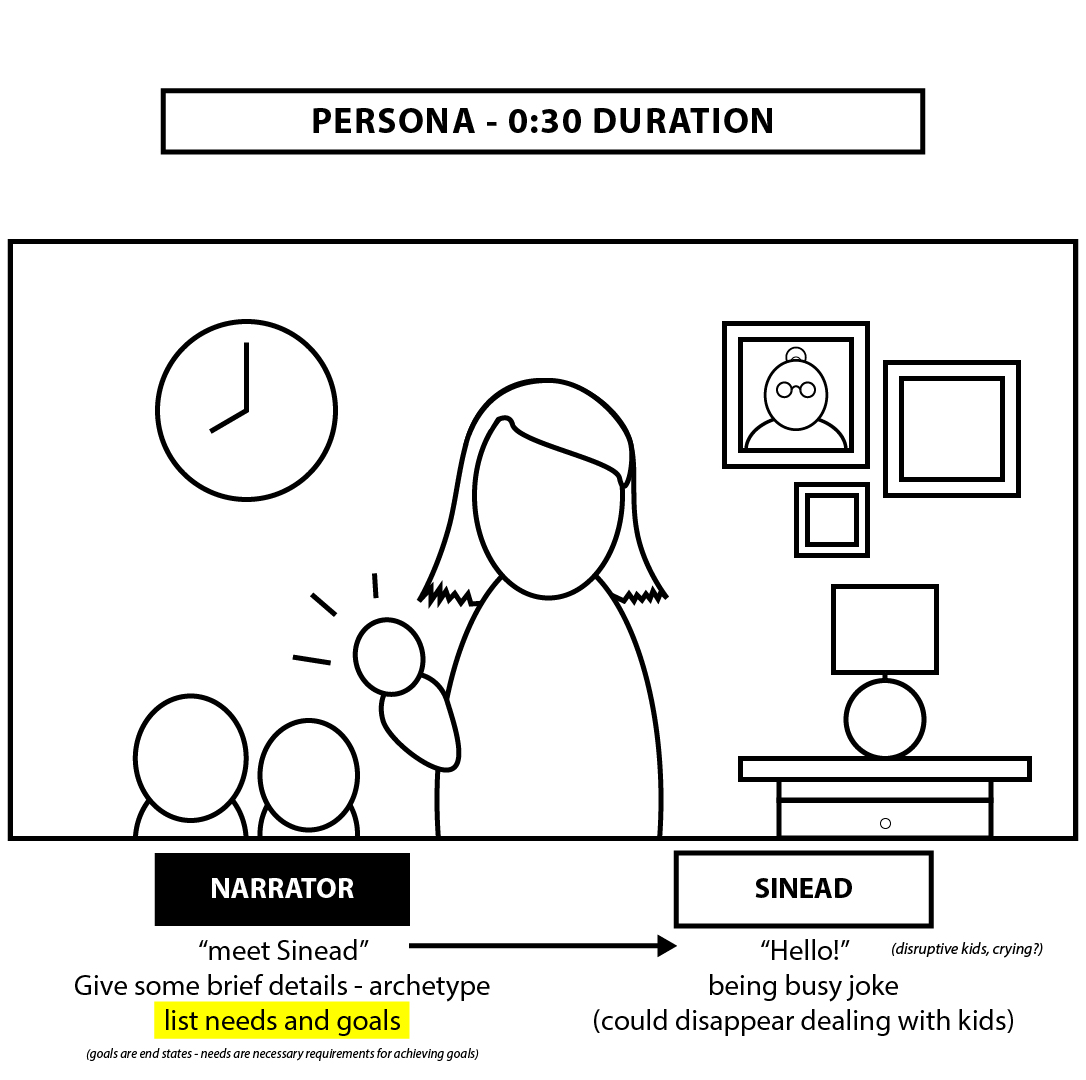 PERSONA - 0:30 DURATION
NARRATOR
“meet Sinead”
Give some brief details - archetype
list needs and goals
(goals are end states - needs are necessary requirements for achieving goals)
SINEAD
“Hello!” (disruptive kids, crying?)
being busy joke
(could disappear dealing with kids)